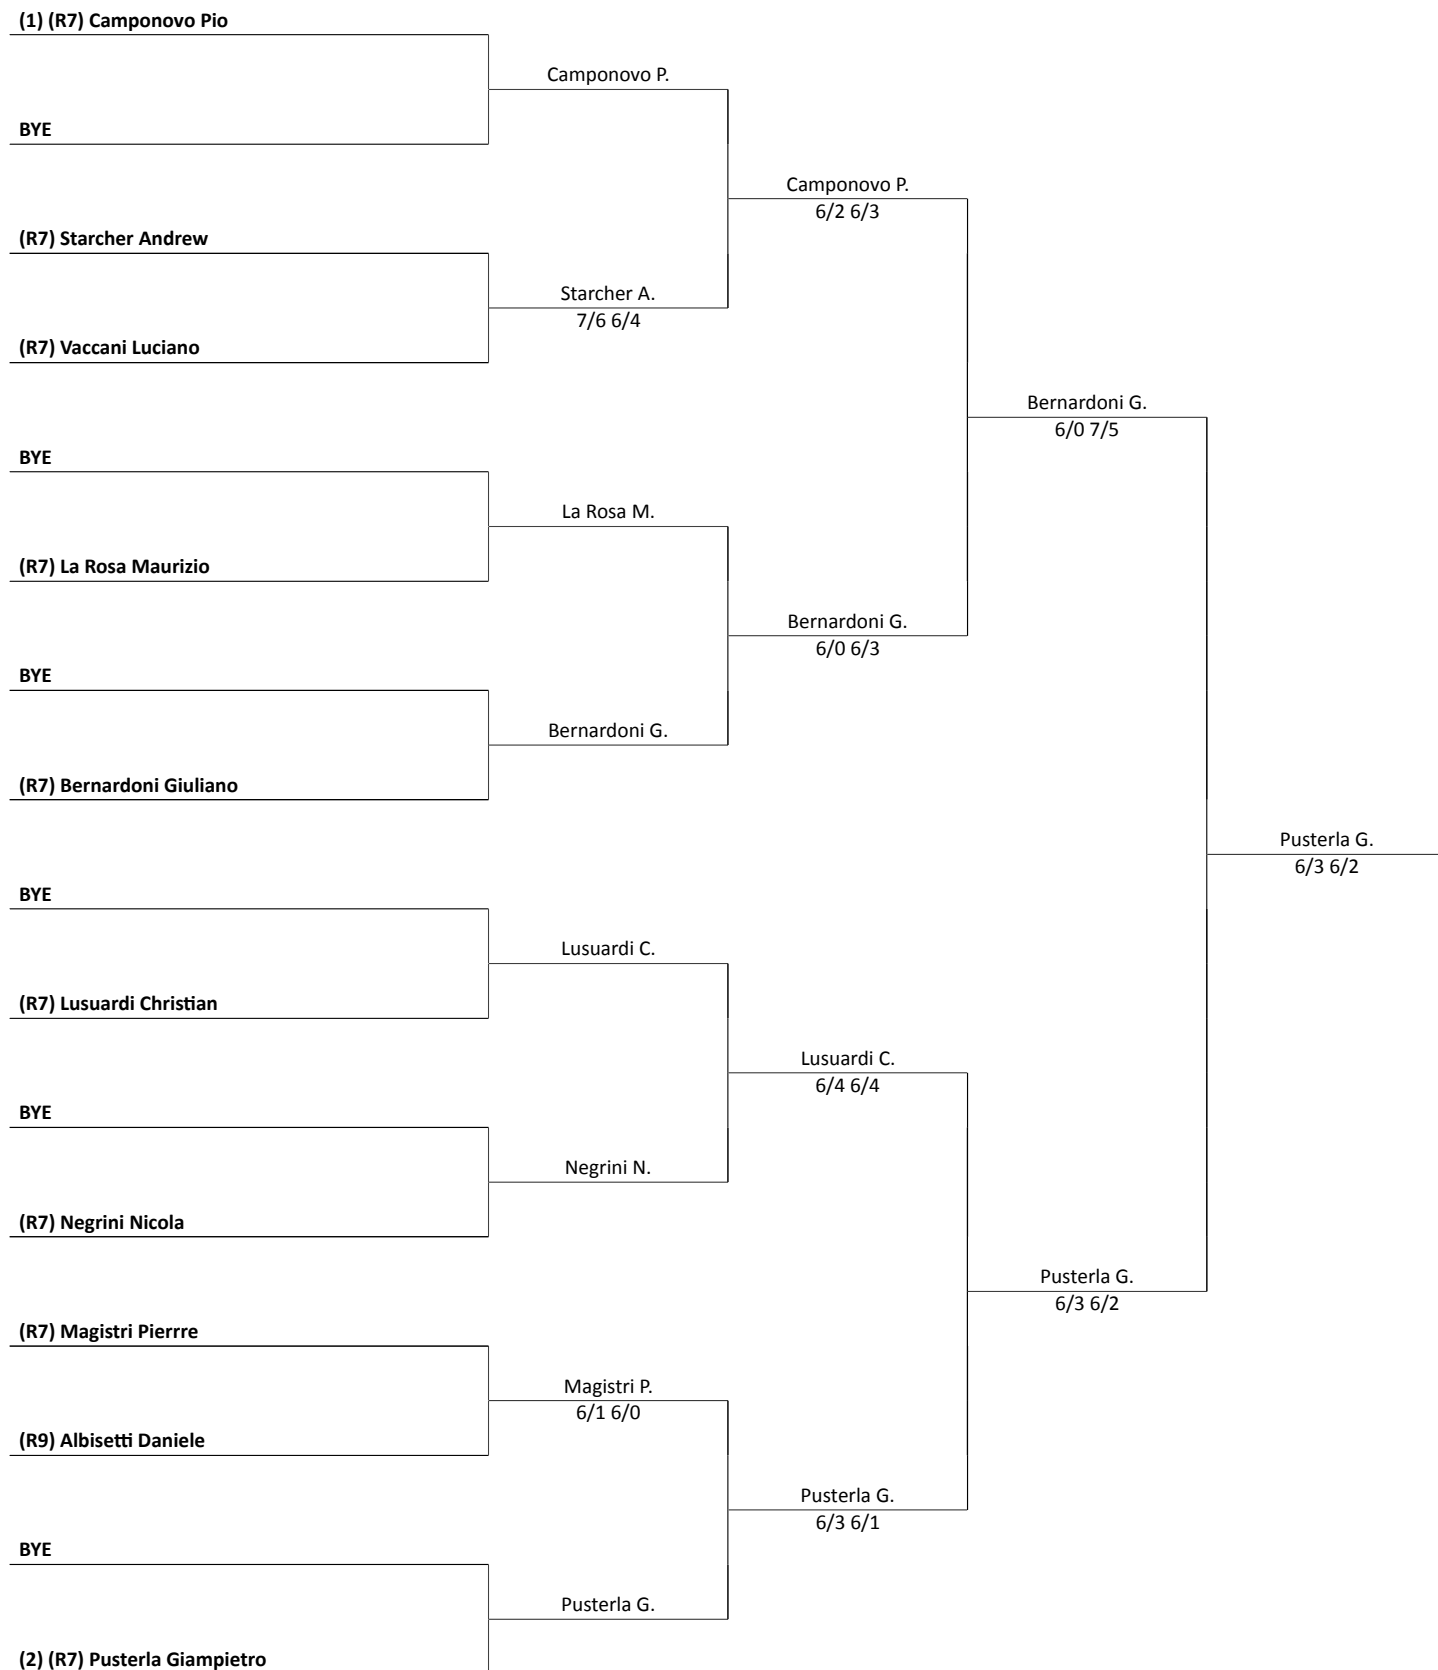 (1) (R7) Camponovo Pio
Camponovo P.
BYE
Camponovo P.
6/2 6/3
(R7) Starcher Andrew
Starcher A.
7/6 6/4
(R7) Vaccani Luciano
Bernardoni G.
6/0 7/5
BYE
La Rosa M.
(R7) La Rosa Maurizio
Bernardoni G.
6/0 6/3
BYE
Bernardoni G.
(R7) Bernardoni Giuliano
Pusterla G.
6/3 6/2
BYE
Lusuardi C.
(R7) Lusuardi Christian
Lusuardi C.
6/4 6/4
BYE
Negrini N.
(R7) Negrini Nicola
Pusterla G.
6/3 6/2
(R7) Magistri Pierrre
Magistri P.
6/1 6/0
(R9) Albisetti Daniele
Pusterla G.
6/3 6/1
BYE
Pusterla G.
(2) (R7) Pusterla Giampietro